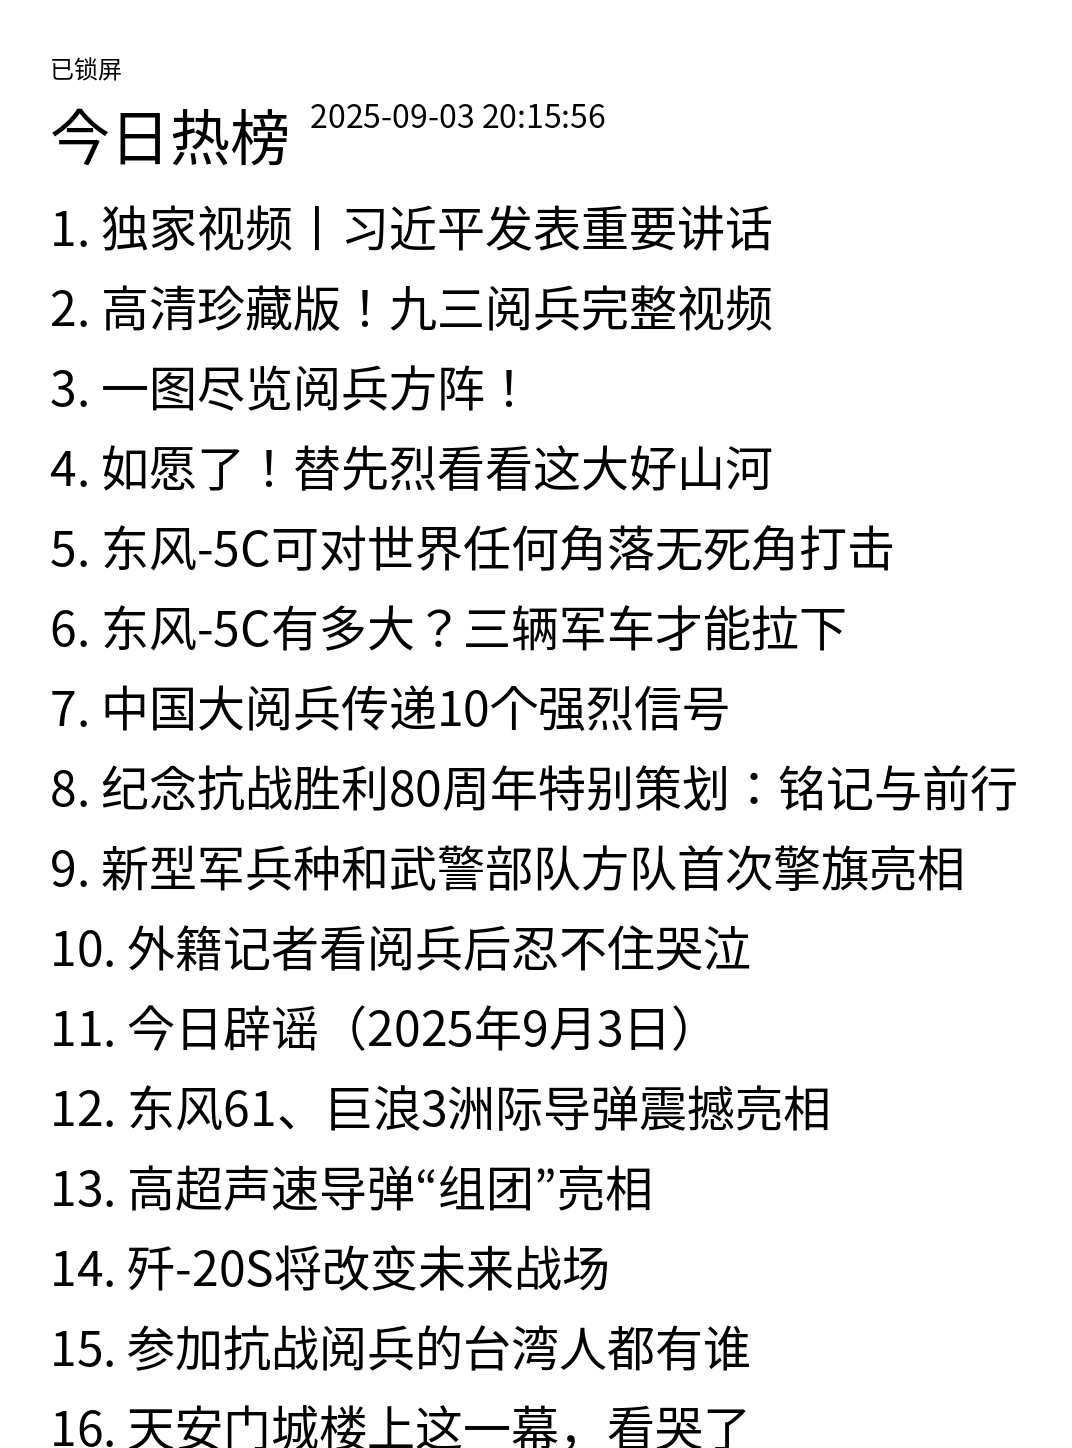 已锁屏
今日热榜 2025-09-03 20:15:56
1. 独家视频丨习近平发表重要讲话
2. 高清珍藏版！九三阅兵完整视频
3. 一图尽览阅兵方阵！
4. 如愿了！替先烈看看这大好山河
5. 东风-5C可对世界任何角落无死角打击
6. 东风-5C有多大？三辆军车才能拉下
7. 中国大阅兵传递10个强烈信号
8. 纪念抗战胜利80周年特别策划：铭记与前行
9. 新型军兵种和武警部队方队首次擎旗亮相
10. 外籍记者看阅兵后忍不住哭泣
11. 今日辟谣（2025年9月3日）
12. 东风61、巨浪3洲际导弹震撼亮相
13. 高超声速导弹“组团”亮相
14. 歼-20S将改变未来战场
15. 参加抗战阅兵的台湾人都有谁
16. 天安门城楼上这一幕，看哭了